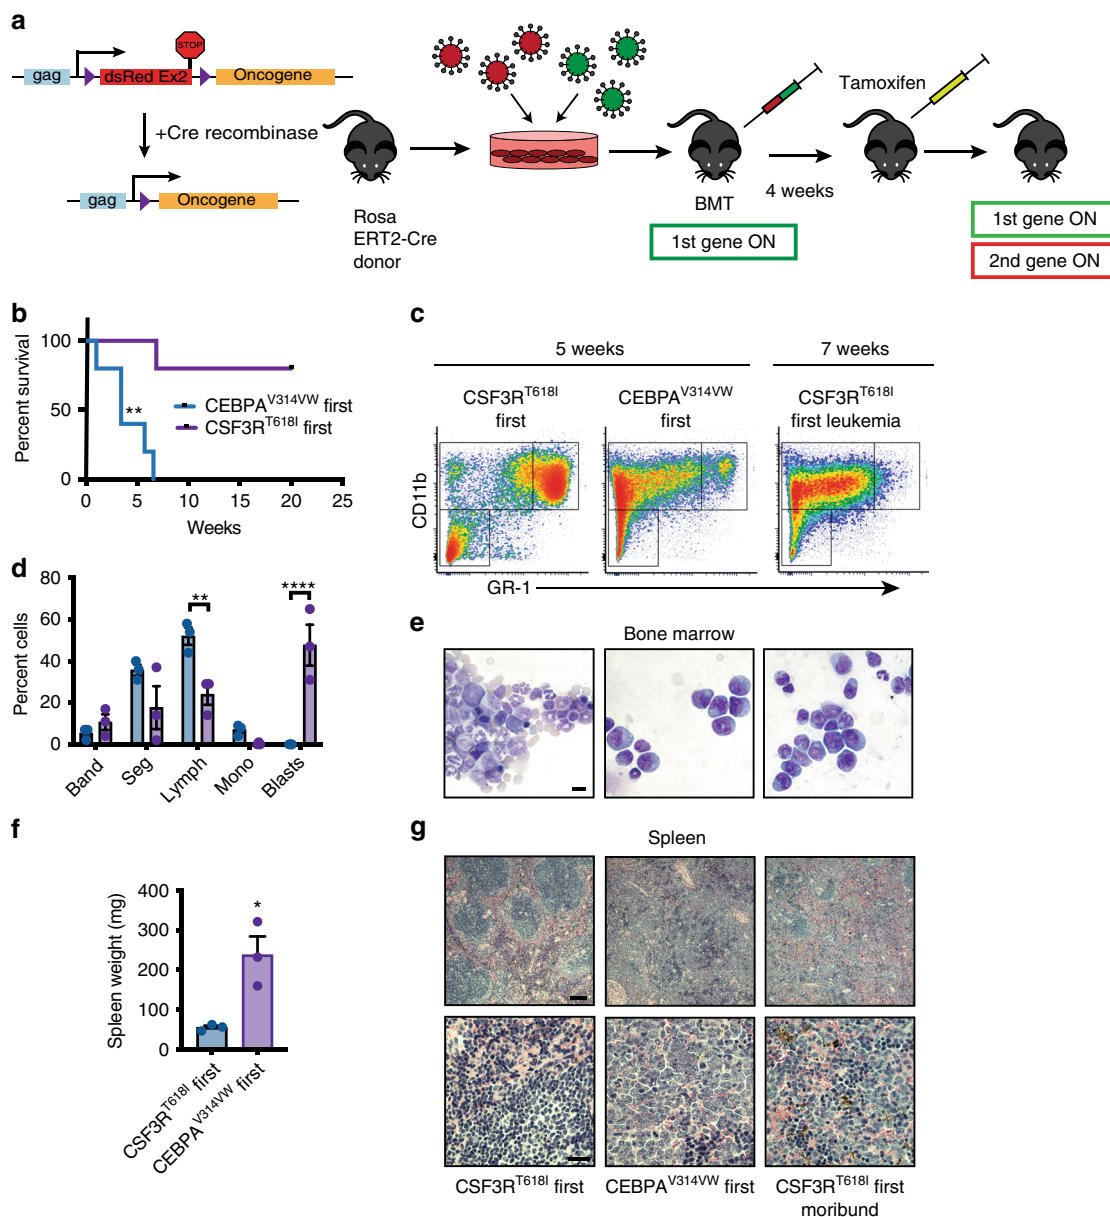 a
gag
dsRed Ex2
STOP
Oncogene
+Cre recombinase
gag
Oncogene
Rosa
ERT2-Cre
donor
BMT
1st gene ON
4 weeks
Tamoxifen
1st gene ON
2nd gene ON
b
Percent survival
100
50
0
0 5 10 15 20 25
Weeks
**
CEBPA^V314VW first
CSF3R^T618I first
c
5 weeks
7 weeks
CSF3R^T618I
first
CEBPA^V314VW
first
CSF3R^T618I
first leukemia
CD11b
GR-1
d
Percent cells
80
60
40
20
0
**
****
Band
Seg
Lymph
Mono
Blasts
e
Bone marrow
f
Spleen weight (mg)
400
300
200
100
0
*
CSF3R^T618I first
CEBPA^V314VW first
g
Spleen
CSF3R^T618I first
CEBPA^V314VW first
CSF3R^T618I first
moribund